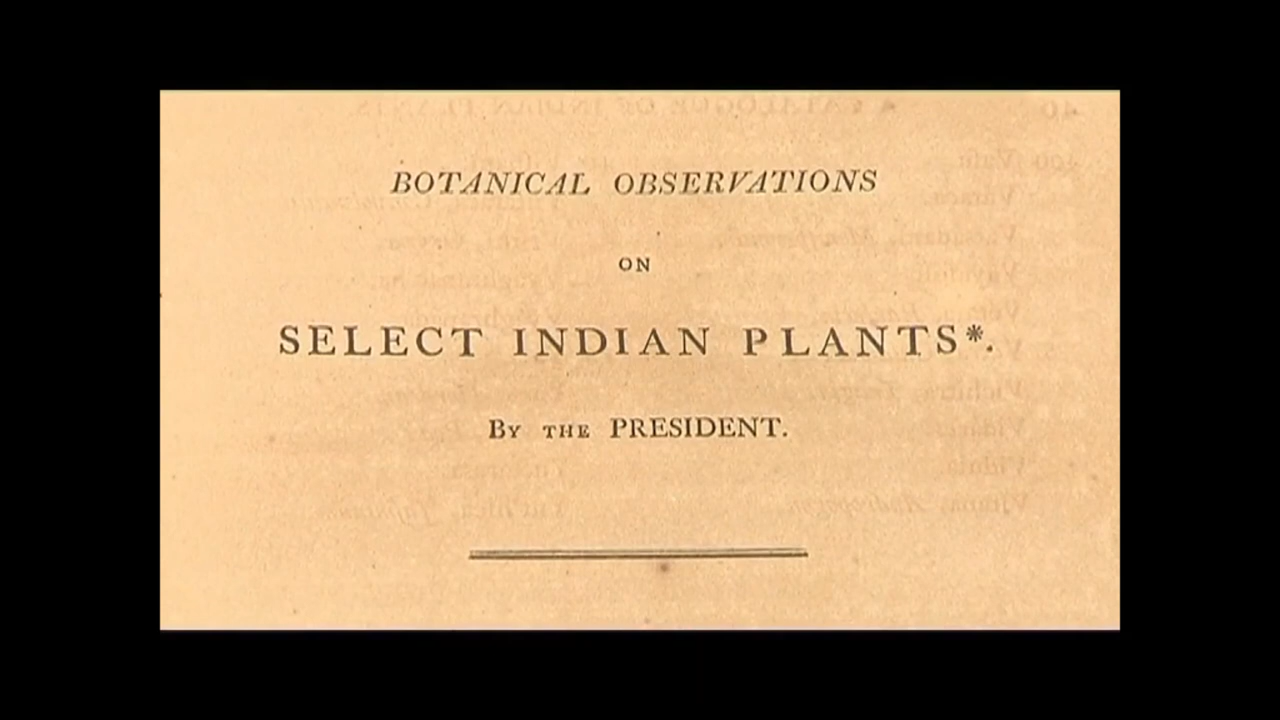 BOTANICAL OBSERVATIONS
ON
SELECT INDIAN PLANTS*.
BY THE PRESIDENT.